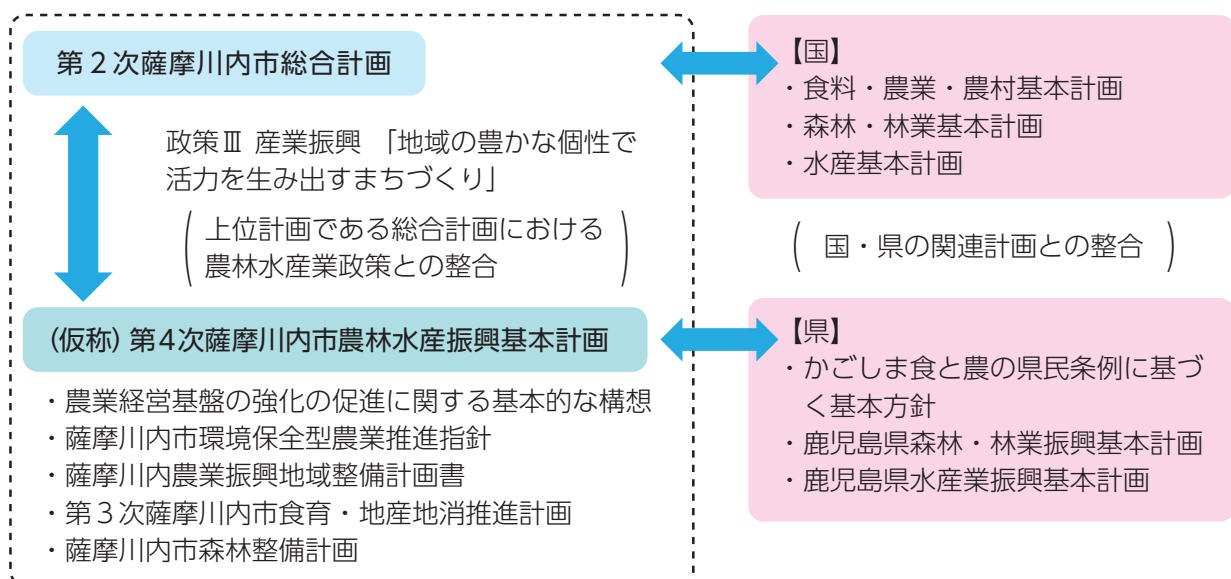 第２次薩摩川内市総合計画
政策Ⅲ 産業振興 「地域の豊かな個性で
活力を生み出すまちづくり」
(上位計画である総合計画における
農林水産業政策との整合)
(仮称) 第4次薩摩川内市農林水産振興基本計画
・農業経営基盤の強化の促進に関する基本的な構想
・薩摩川内市環境保全型農業推進指針
・薩摩川内農業振興地域整備計画書
・第３次薩摩川内市食育・地産地消推進計画
・薩摩川内市森林整備計画
【国】
・食料・農業・農村基本計画
・森林・林業基本計画
・水産基本計画
(国・県の関連計画との整合)
【県】
・かごしま食と農の県民条例に基づ
く基本方針
・鹿児島県森林・林業振興基本計画
・鹿児島県水産業振興基本計画